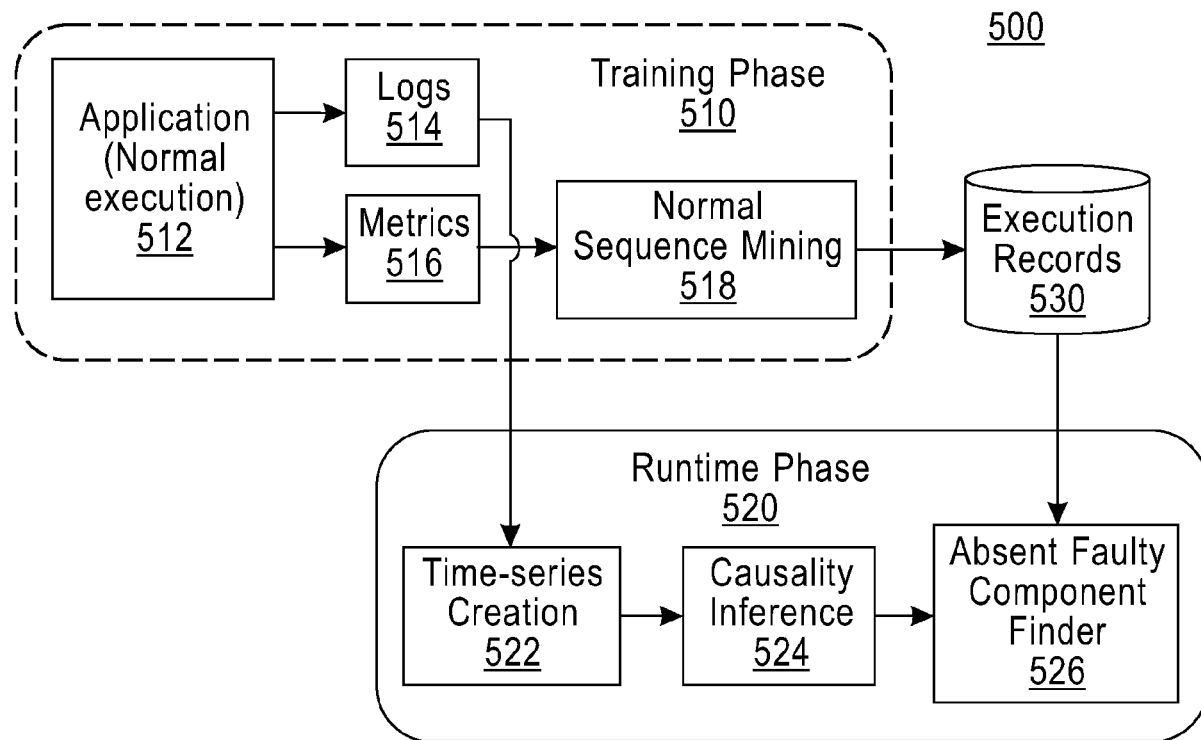 500
Training Phase
510
Application
(Normal
execution)
512
Logs
514
Metrics
516
Normal
Sequence Mining
518
Execution
Records
530
Runtime Phase
520
Time-series
Creation
522
Causality
Inference
524
Absent Faulty
Component
Finder
526